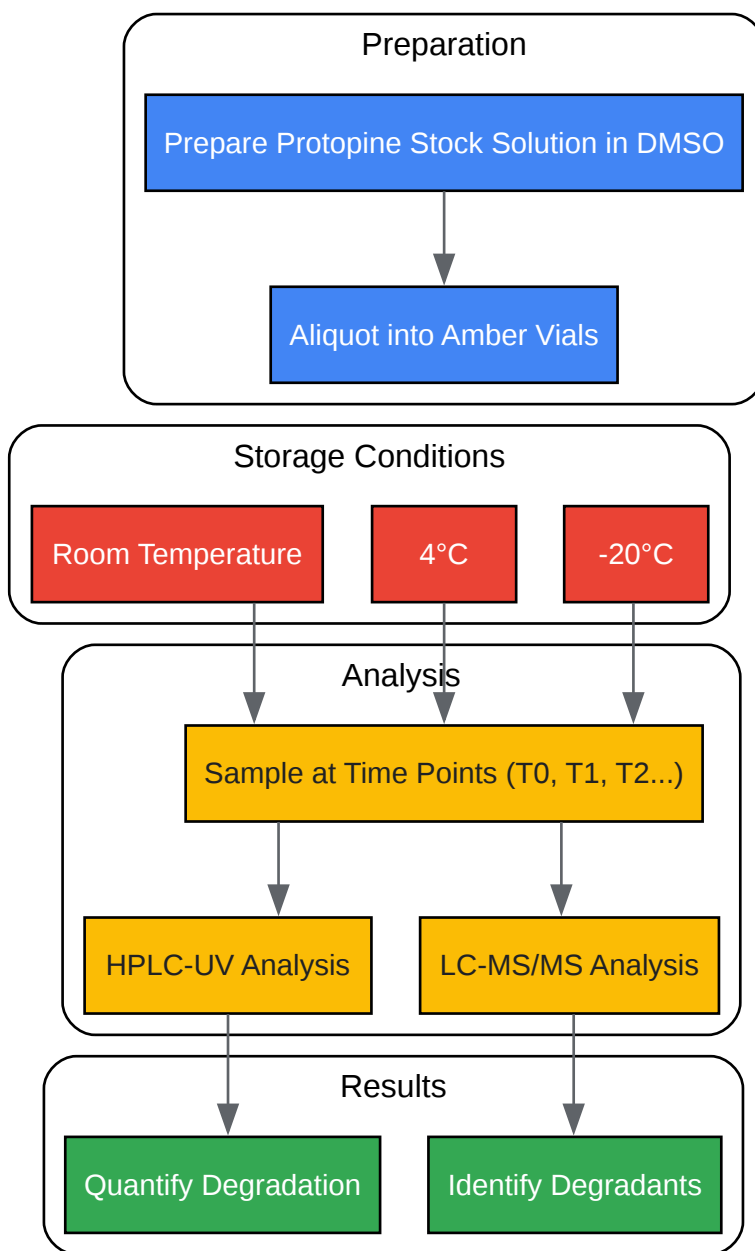 Preparation
Prepare Protopine Stock Solution in DMSO
Aliquot into Amber Vials
Storage Conditions
Room Temperature
4°C
-20°C
Analysis
Sample at Time Points (T0, T1, T2...)
HPLC-UV Analysis
LC-MS/MS Analysis
Results
Quantify Degradation
Identify Degradants